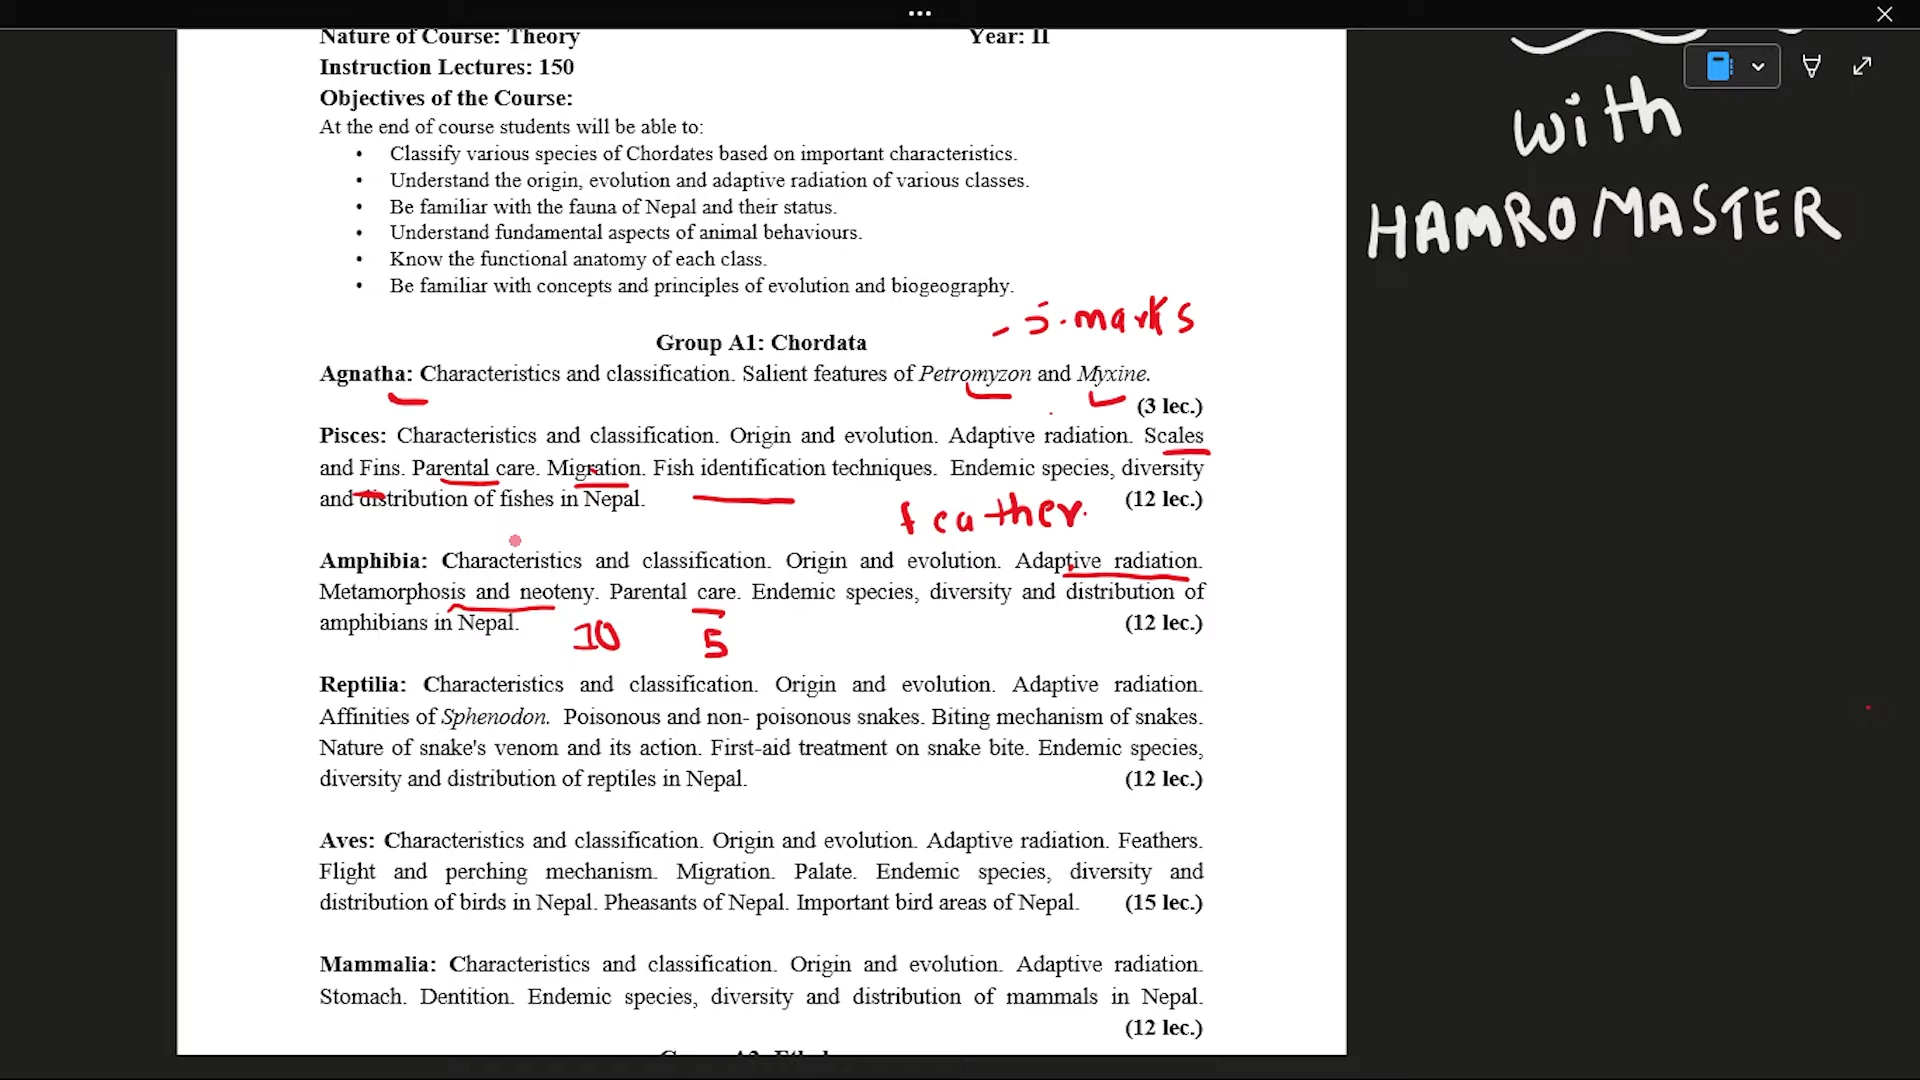 Nature of Course: Theory Year: II
Instruction Lectures: 150
Objectives of the Course:
At the end of course students will be able to:
• Classify various species of Chordates based on important characteristics.
• Understand the origin, evolution and adaptive radiation of various classes.
• Be familiar with the fauna of Nepal and their status.
• Understand fundamental aspects of animal behaviours.
• Know the functional anatomy of each class.
• Be familiar with concepts and principles of evolution and biogeography.
- 5. marks
Group A1: Chordata
Agnatha: Characteristics and classification. Salient features of Petromyzon and Myxine.
(3 lec.)
Pisces: Characteristics and classification. Origin and evolution. Adaptive radiation. Scales
and Fins. Parental care. Migration. Fish identification techniques. Endemic species, diversity
and distribution of fishes in Nepal. (12 lec.)
feather.
Amphibia: Characteristics and classification. Origin and evolution. Adaptive radiation.
Metamorphosis and neoteny. Parental care. Endemic species, diversity and distribution of
amphibians in Nepal. (12 lec.)
10 5
Reptilia: Characteristics and classification. Origin and evolution. Adaptive radiation.
Affinities of Sphenodon. Poisonous and non- poisonous snakes. Biting mechanism of snakes.
Nature of snake's venom and its action. First-aid treatment on snake bite. Endemic species,
diversity and distribution of reptiles in Nepal. (12 lec.)
Aves: Characteristics and classification. Origin and evolution. Adaptive radiation. Feathers.
Flight and perching mechanism. Migration. Palate. Endemic species, diversity and
distribution of birds in Nepal. Pheasants of Nepal. Important bird areas of Nepal. (15 lec.)
Mammalia: Characteristics and classification. Origin and evolution. Adaptive radiation.
Stomach. Dentition. Endemic species, diversity and distribution of mammals in Nepal.
(12 lec.)
with
HAMRO MASTER